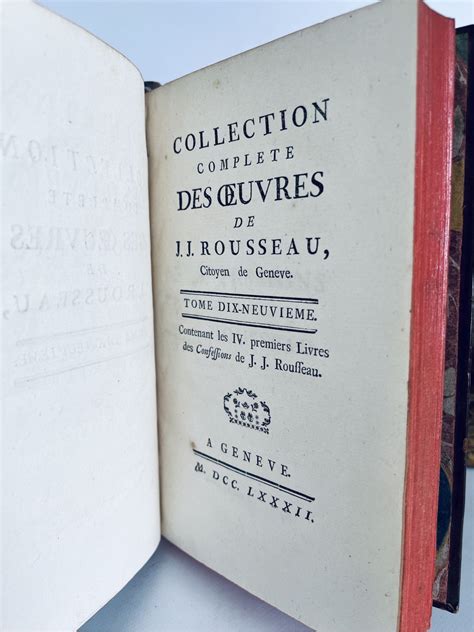 COLLECTION
COMPLETE
DES ŒUVRES
DE
J. J. ROUSSEAU,
Citoyen de Geneve.
TOME DIX-NEUVIEME.
Contenant les IV. premiers Livres
des Confeſſions de J. J. Rouſſeau.
A GENEVE.
M. DCC. LXXXII.